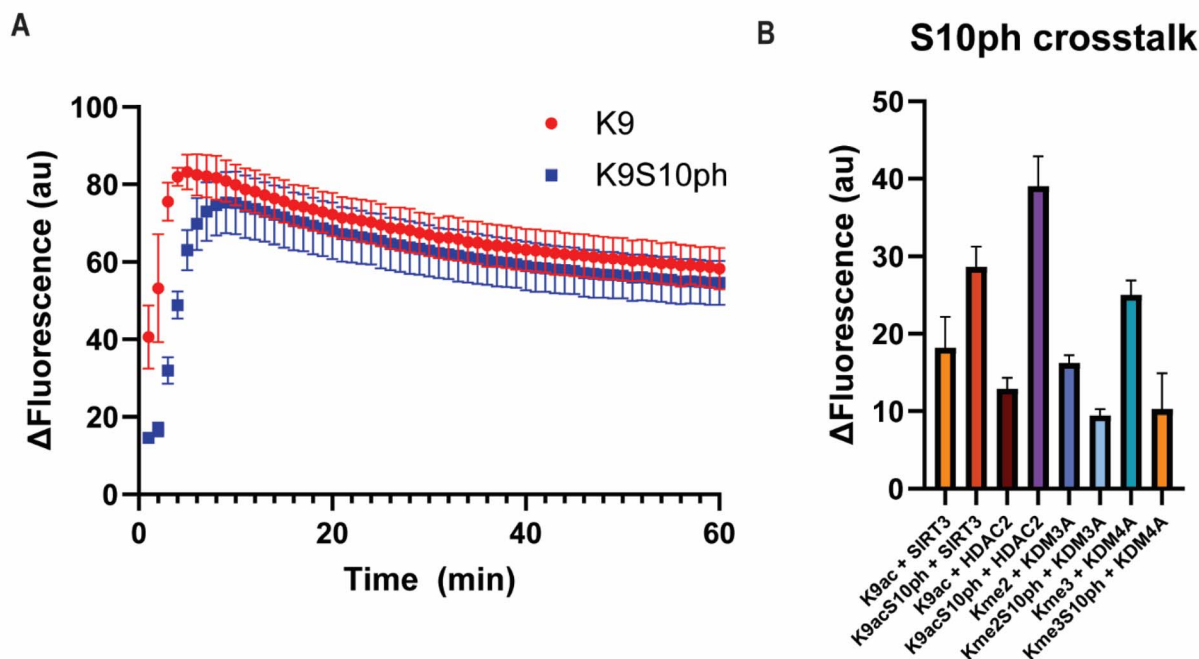 A
ΔFluorescence (au)
100
80
60
40
20
0
0
20
40
60
Time (min)
K9
K9S10ph
B
S10ph crosstalk
ΔFluorescence (au)
50
40
30
20
10
0
K9ac + SIRT3
K9acS10ph + SIRT3
K9ac + HDAC2
K9acS10ph + HDAC2
Kme2 + KDM3A
Kme2S10ph + KDM3A
Kme3 + KDM4A
Kme3S10ph + KDM4A